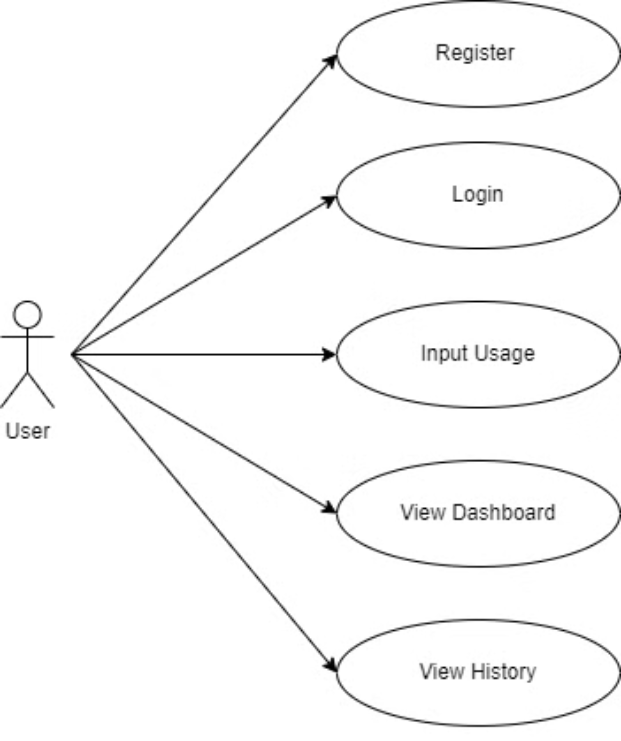 Register
Login
Input Usage
User
View Dashboard
View History